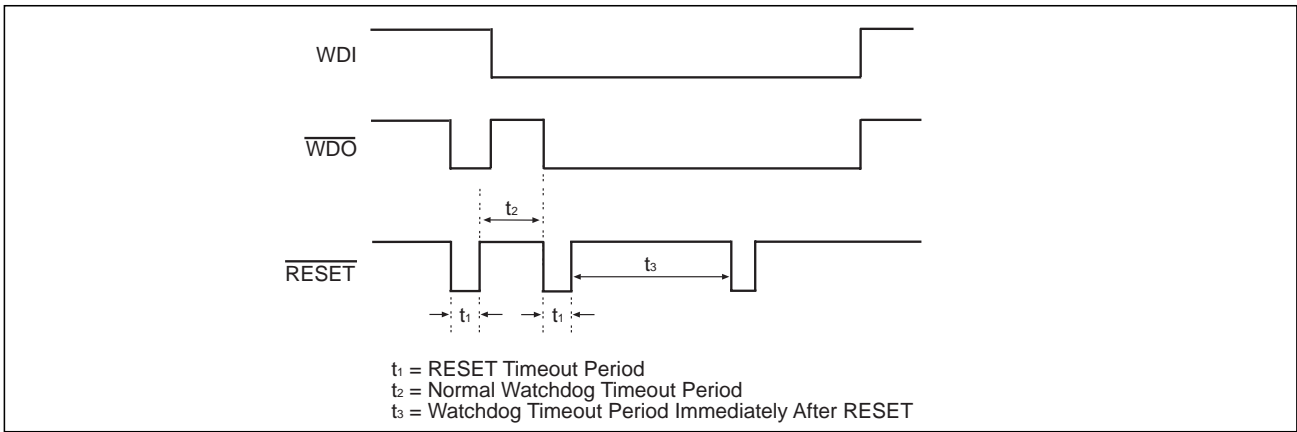 WDI
WDO
t₂
RESET
t₃
t₁ t₁
t₁ = RESET Timeout Period
t₂ = Normal Watchdog Timeout Period
t₃ = Watchdog Timeout Period Immediately After RESET